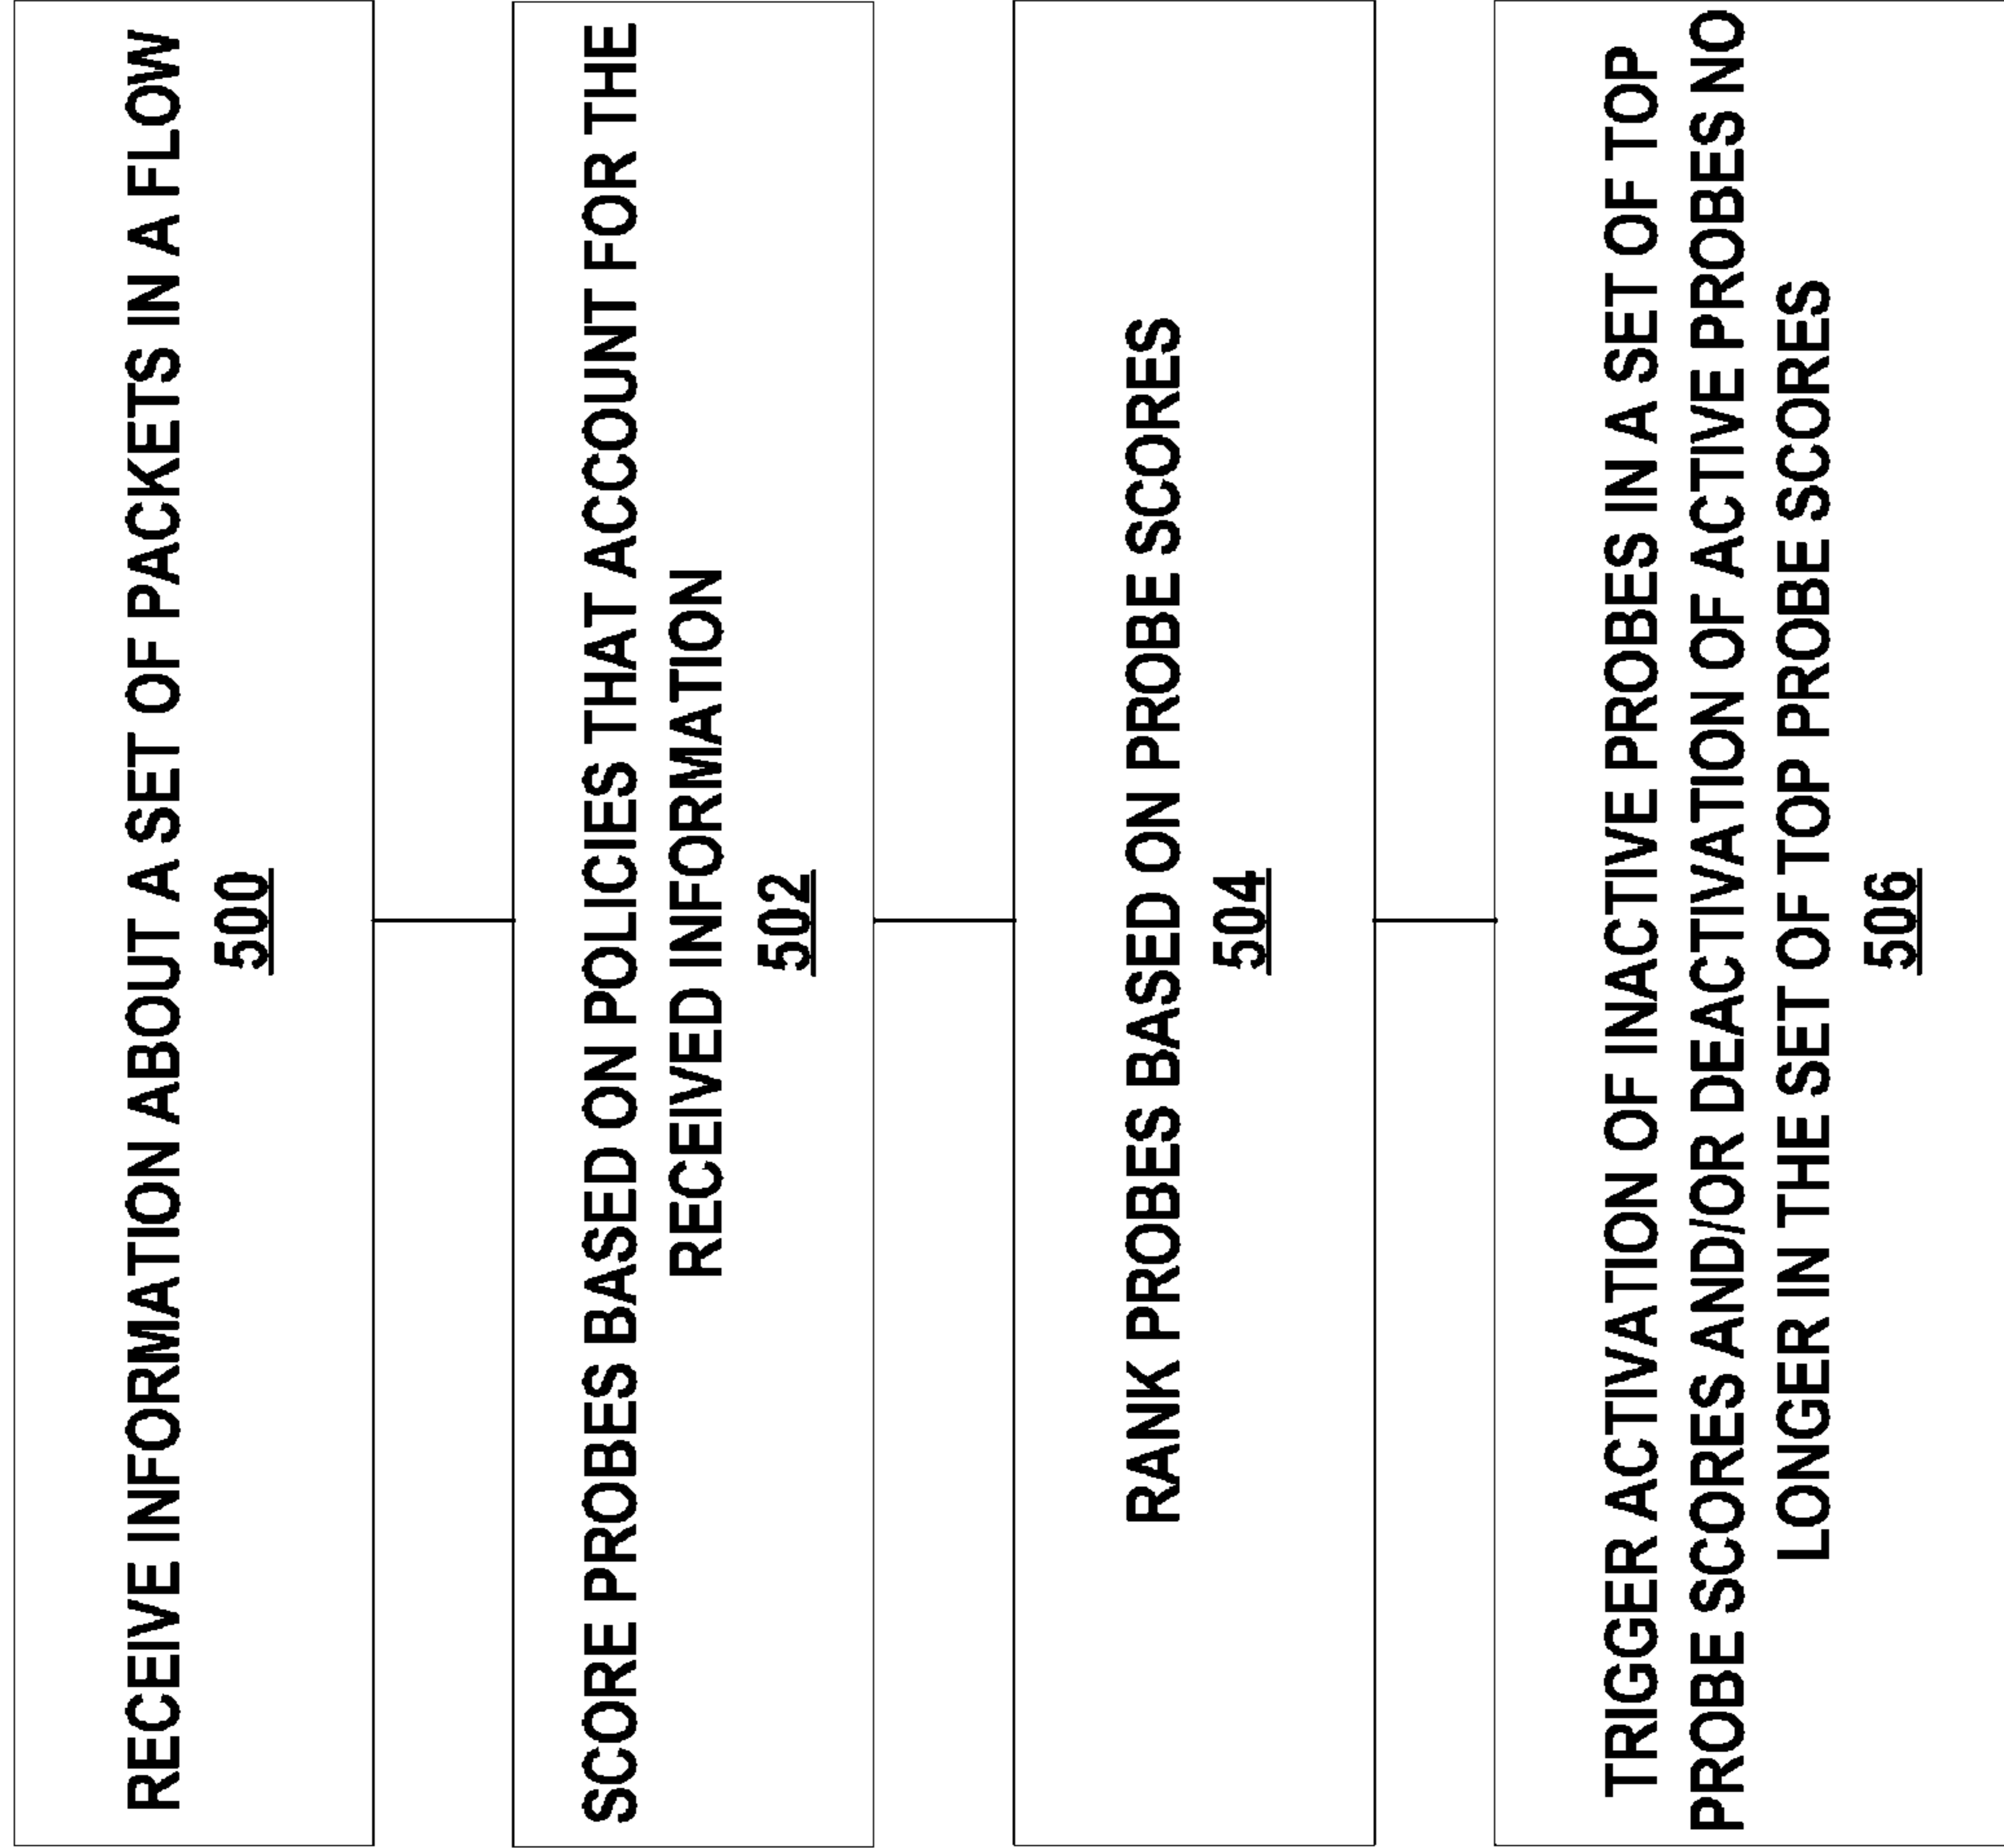 RECEIVE INFORMATION ABOUT A SET OF PACKETS IN A FLOW
500
SCORE PROBES BASED ON POLICIES THAT ACCOUNT FOR THE
RECEIVED INFORMATION
502
RANK PROBES BASED ON PROBE SCORES
504
TRIGGER ACTIVATION OF INACTIVE PROBES IN A SET OF TOP
PROBE SCORES AND/OR DEACTIVATION OF ACTIVE PROBES NO
LONGER IN THE SET OF TOP PROBE SCORES
506